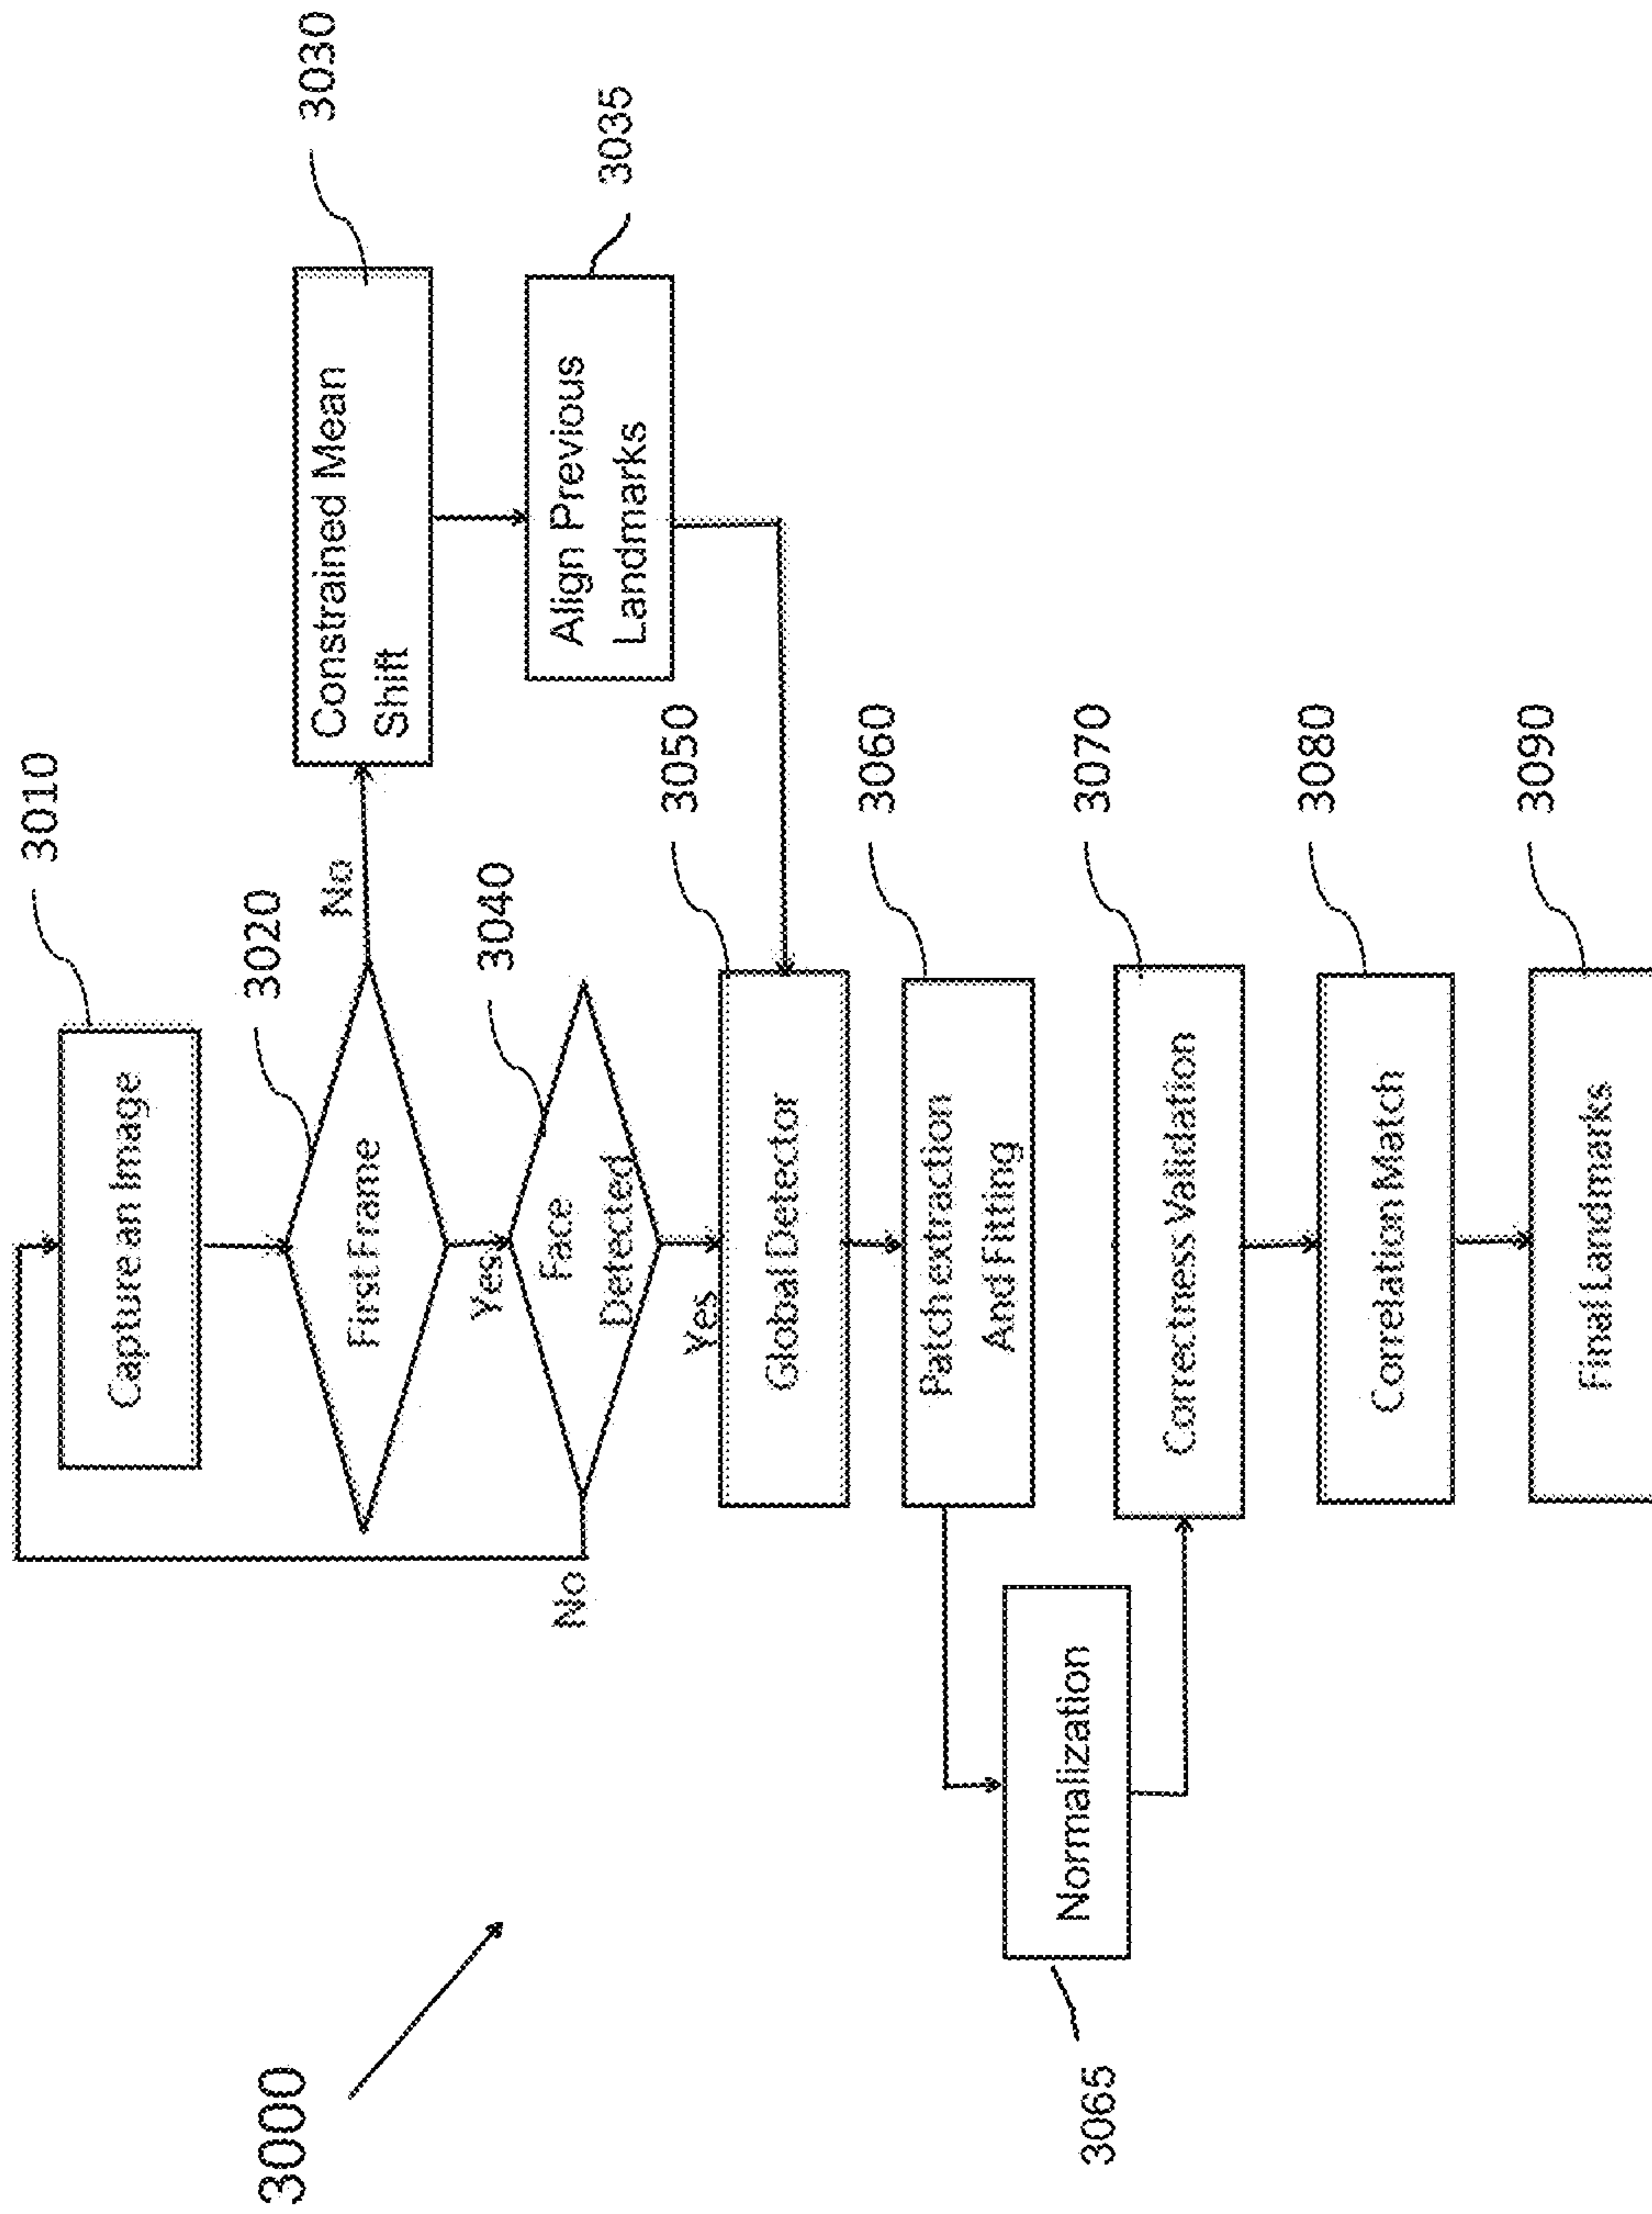 3000
3010
Capture an Image
3020
First Frame
No
3030
Constrained Mean
Shift
3035
Align Previous
Landmarks
Yes
3040
Face
Detected
No
Yes
3050
Global Detector
3060
Patch extraction
And Fitting
3065
Normalization
3070
Correctness Validation
3080
Correlation Match
3090
Final Landmarks